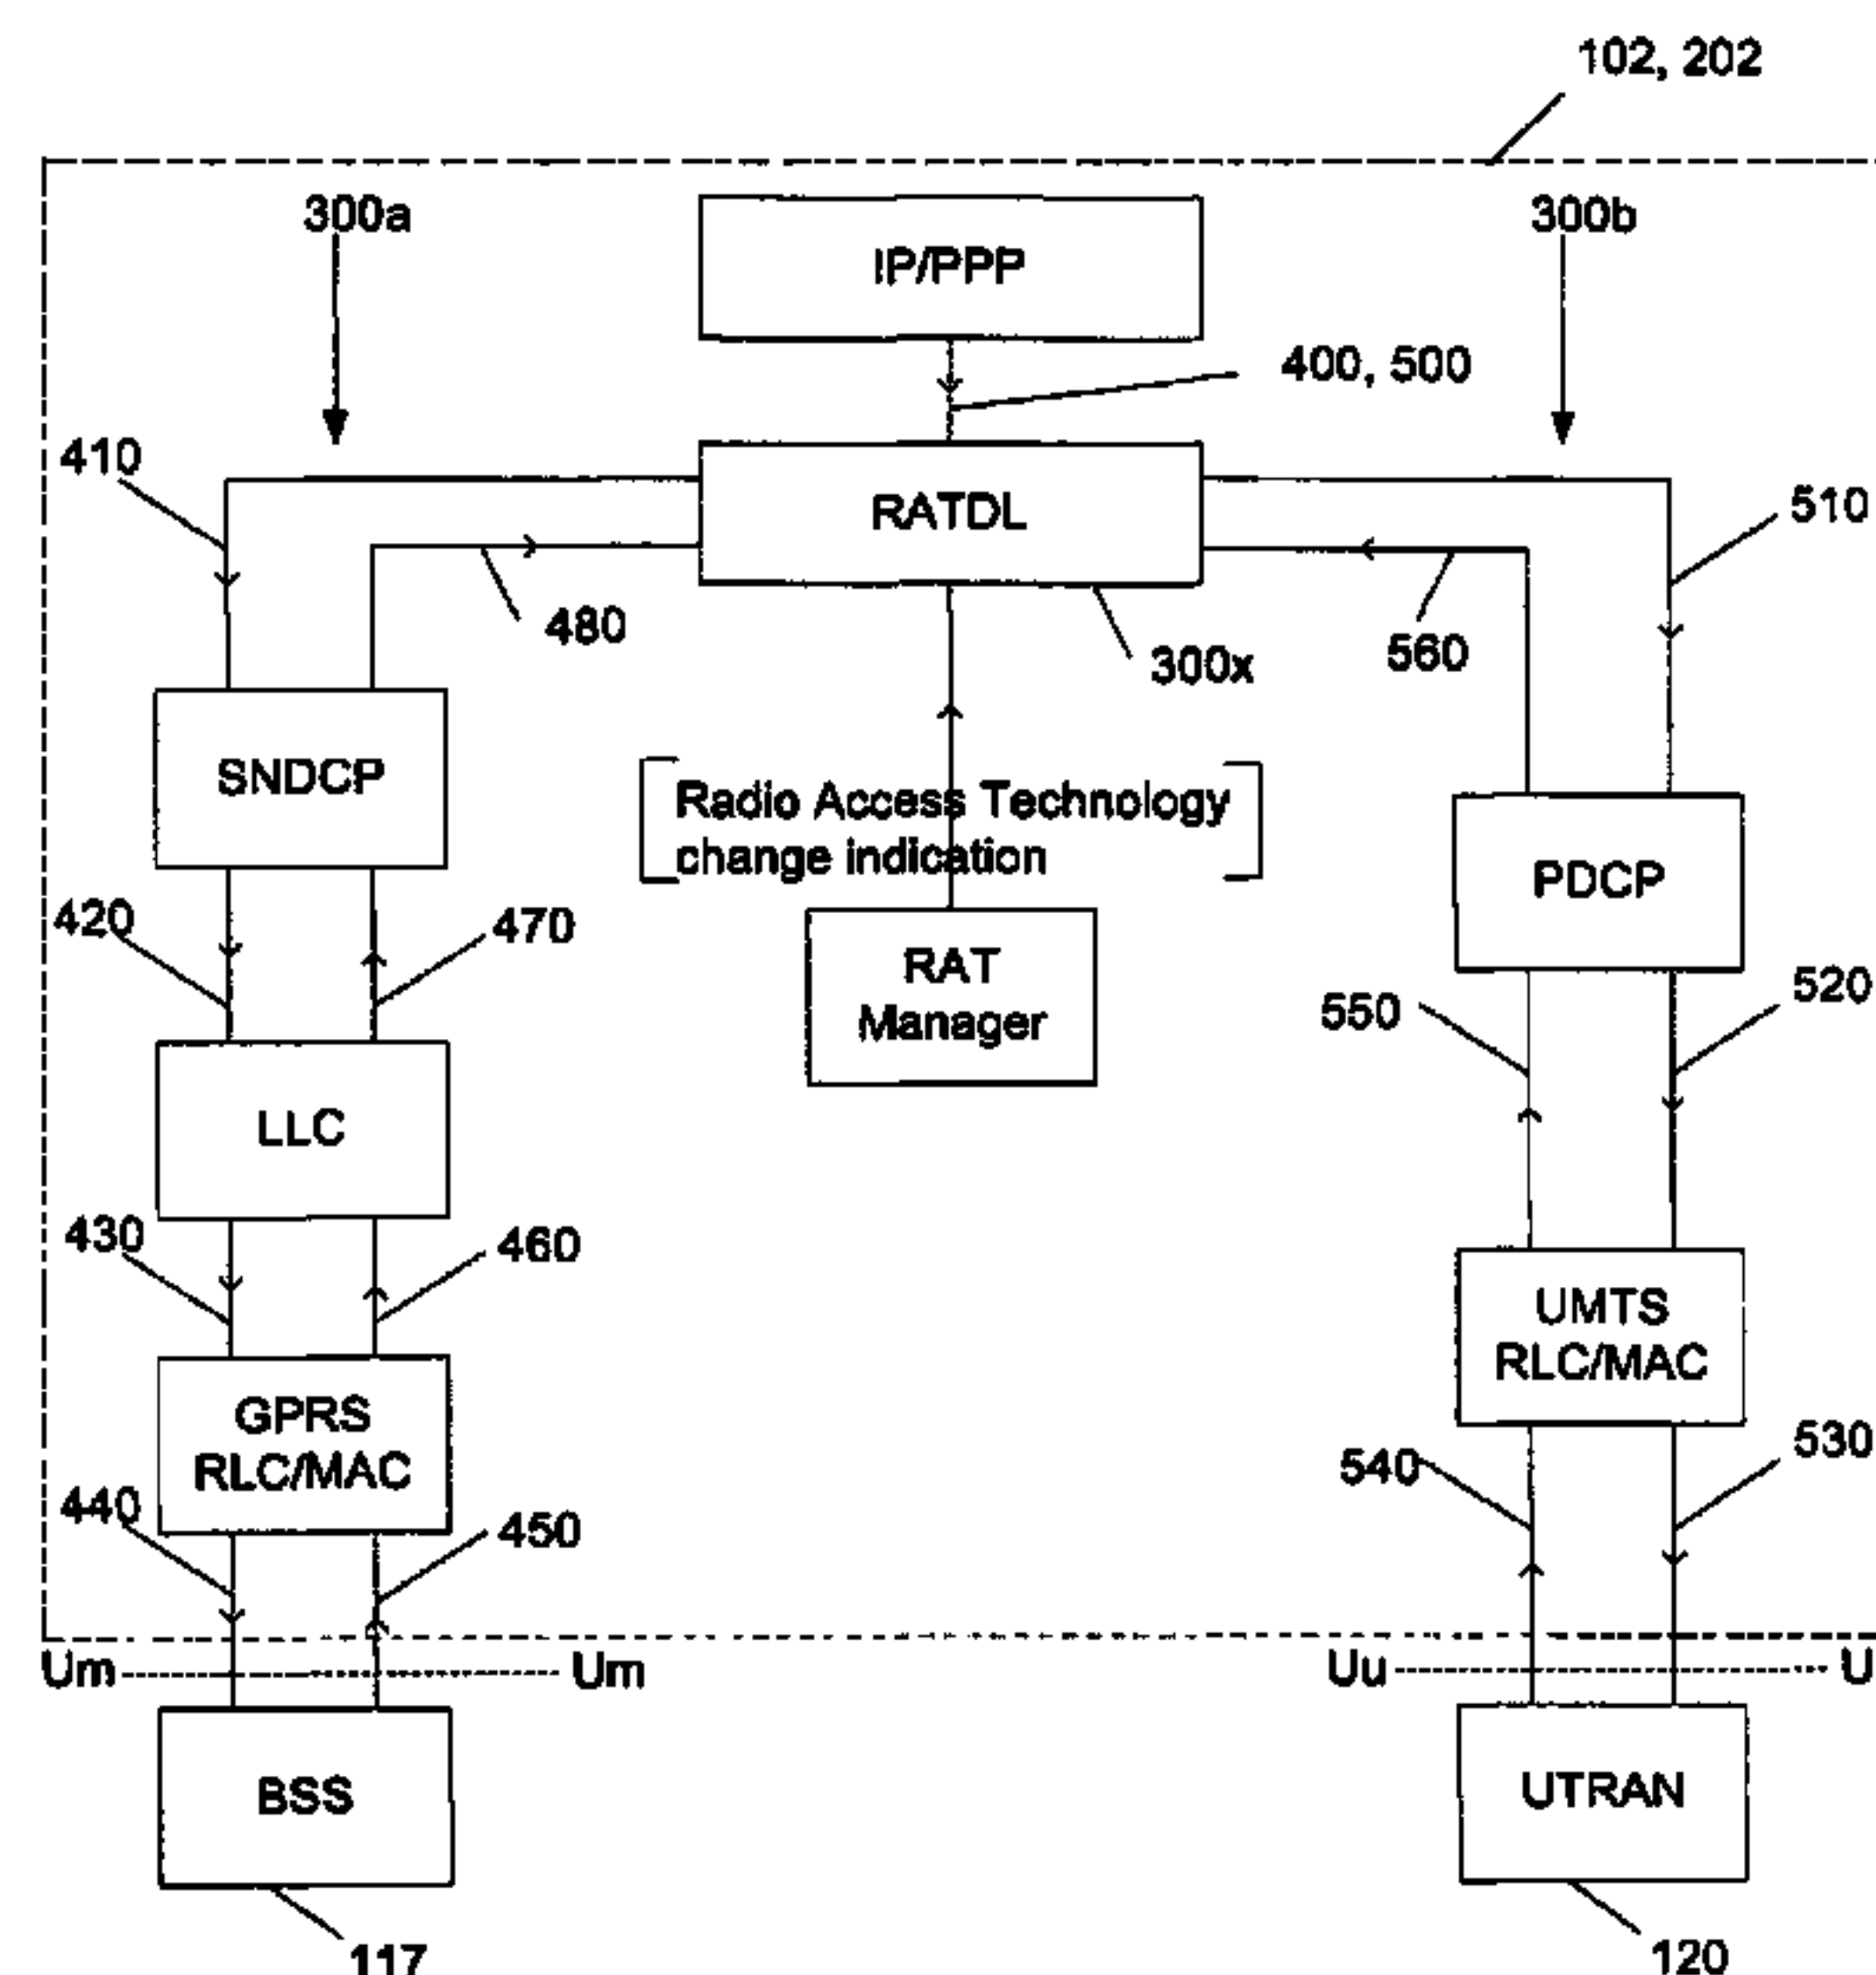 102, 202
300a
300b
IP/PPP
400, 500
410
RATDL
510
480
300x
560
SNDCP
Radio Access Technology
change indication
PDCP
420
470
RAT
Manager
550
520
LLC
430
460
UMTS
RLC/MAC
GPRS
RLC/MAC
540
530
440
450
Um
Um
Uu
U
BSS
UTRAN
117
120